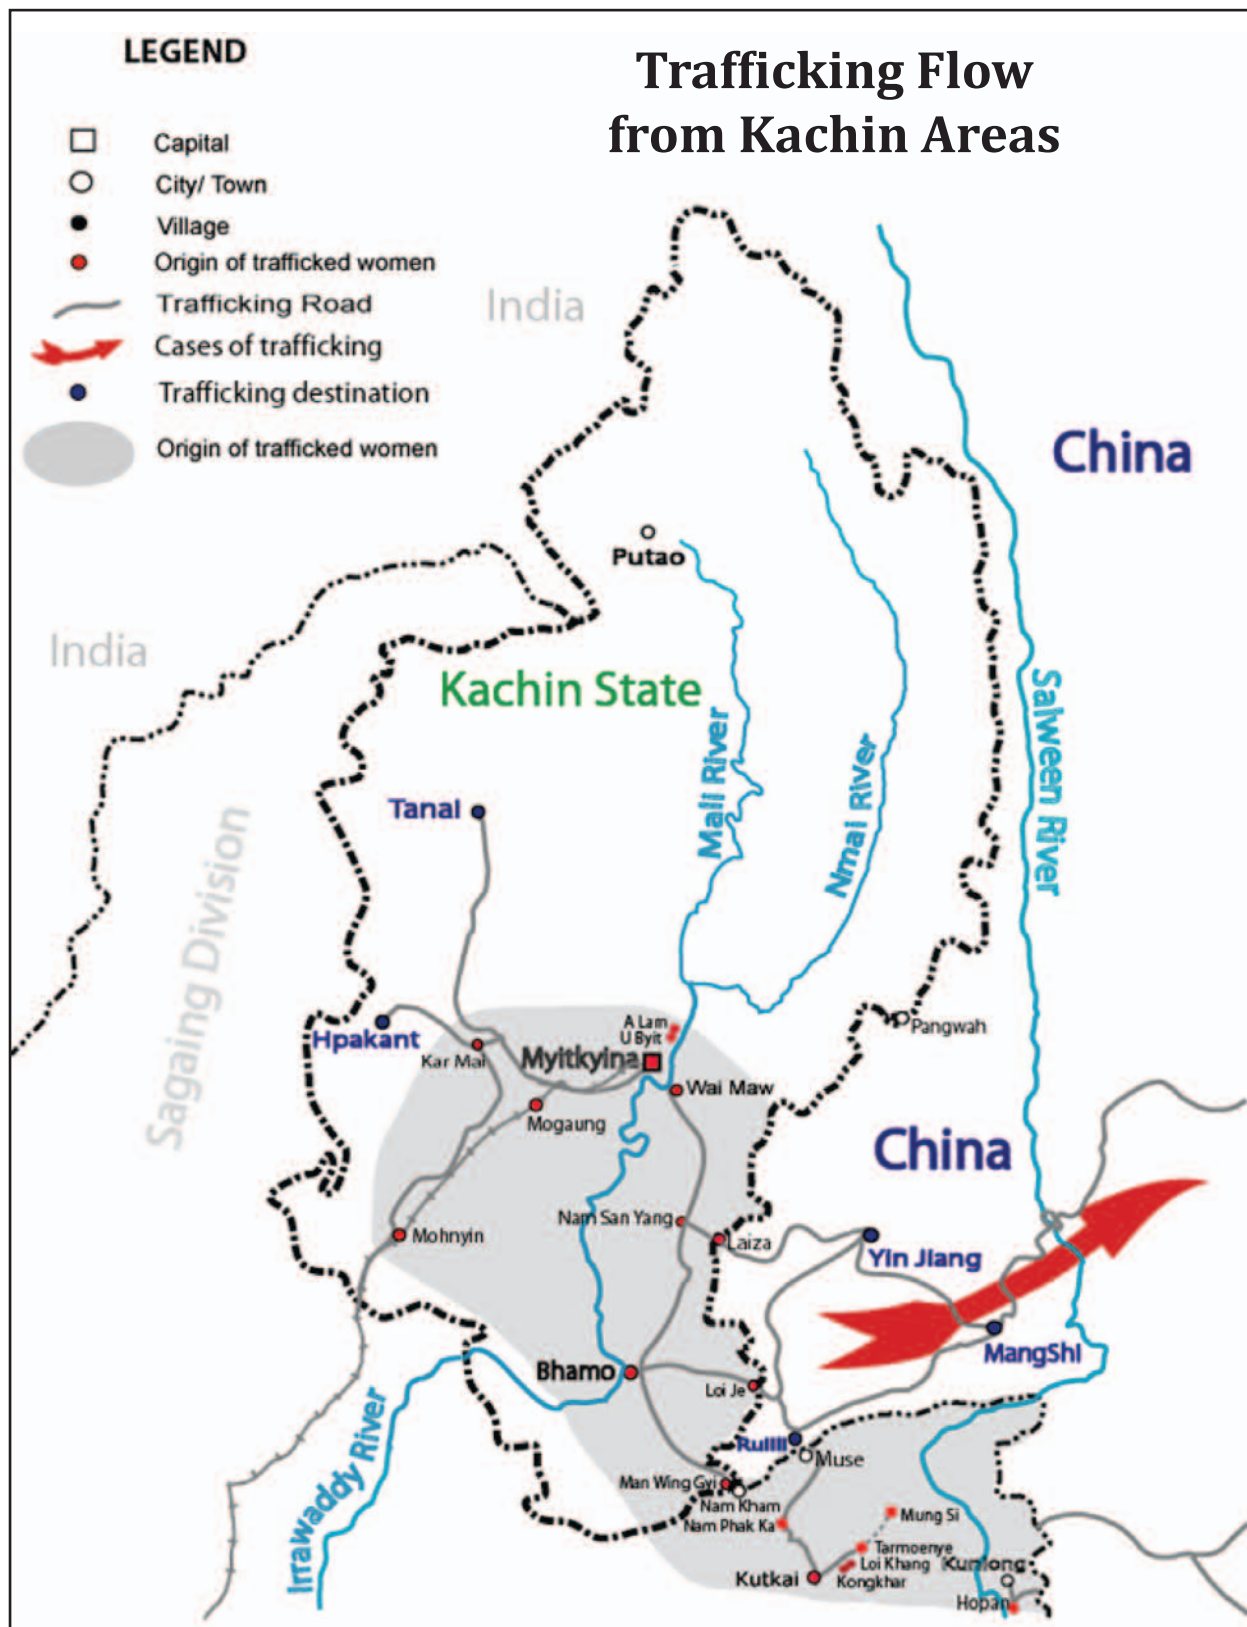 LEGEND
Capital
City/ Town
Village
Origin of trafficked women
Trafficking Road
Cases of trafficking
Trafficking destination
Origin of trafficked women
Trafficking Flow
from Kachin Areas
India
China
Putao
India
Kachin State
Mali River
Nmai River
Salween River
Tanai
Sagaing Division
Hpakant
Kar Mai
A Lam
U Byit
Myitkyina
Pangwah
Wai Maw
Mogaung
China
Nam San Yang
Laiza
Mohnyin
Yin Jiang
MangShi
Bhamo
Loi Je
Irrawaddy River
Ruili
Muse
Man Wing Gyi
Nam Kham
Nam Phak Ka
Mung Si
Tarmoenye
Loi Khang
Kunlong
Kutkai
Kongkhar
Hopan